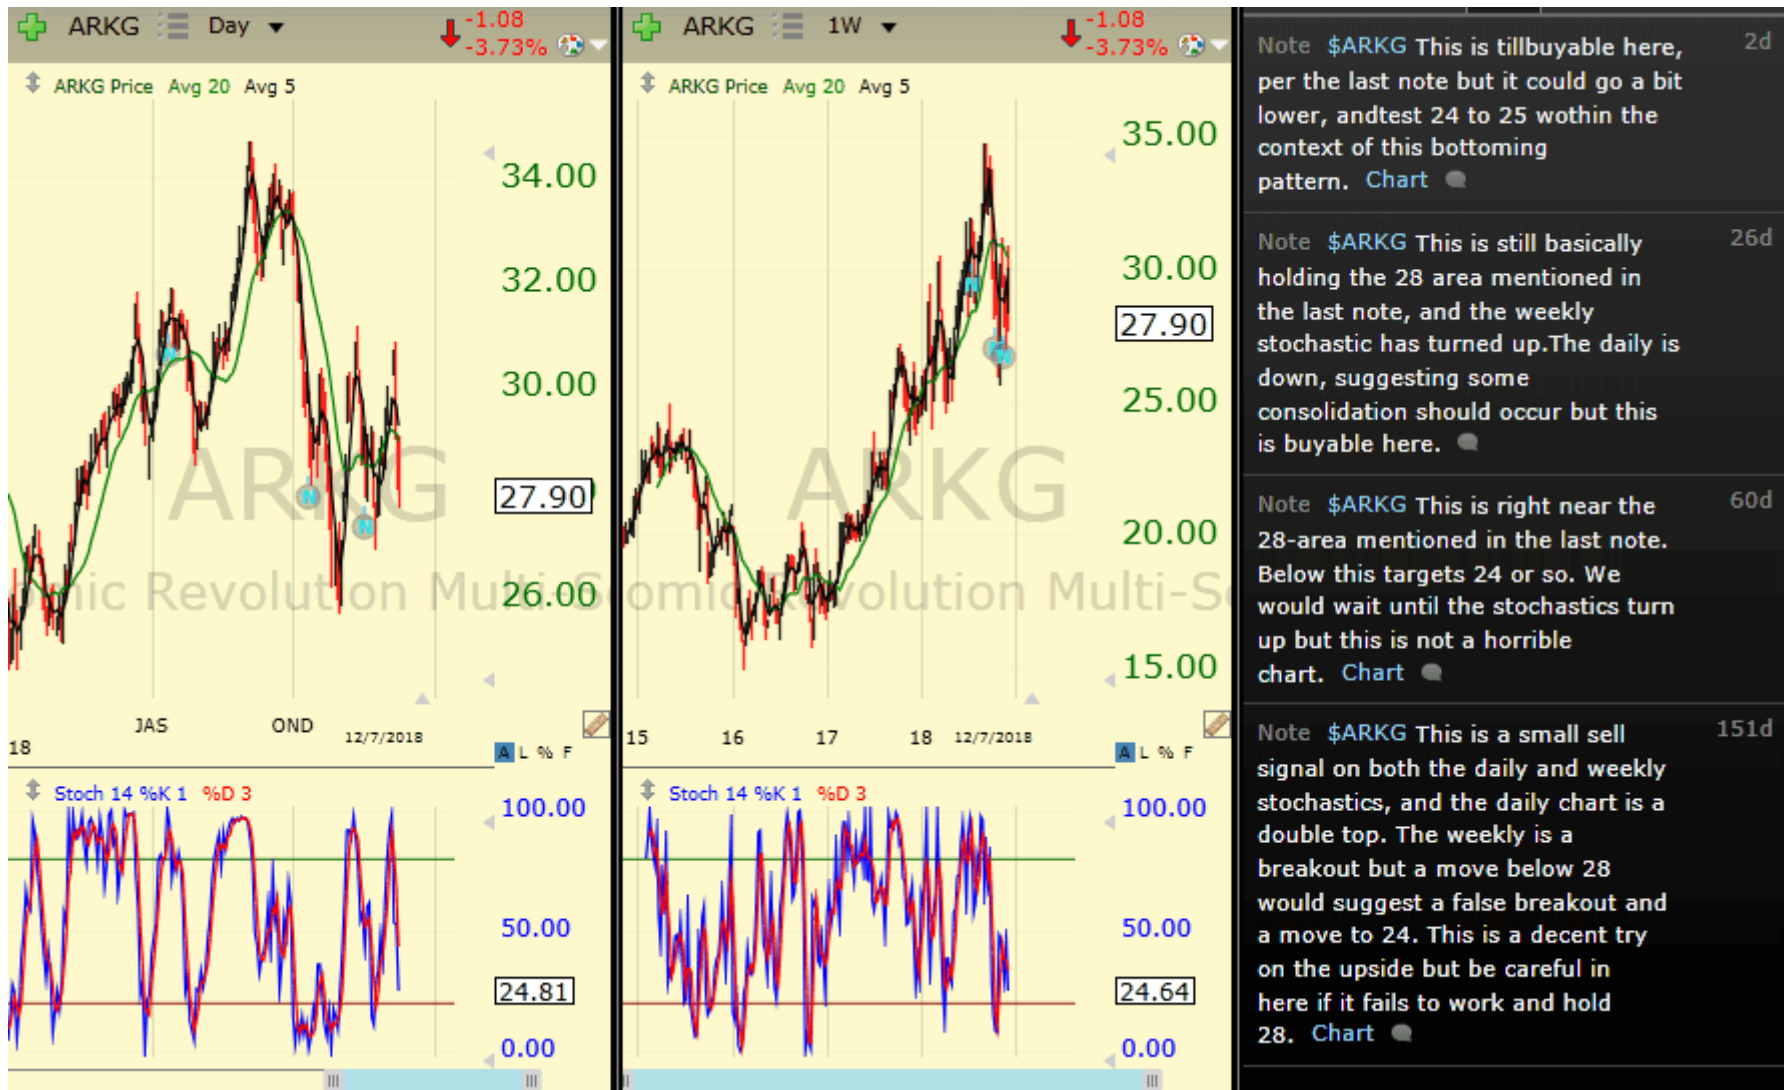 ARKG Day
-1.08
-3.73%
ARKG Price Avg 20 Avg 5
34.00
32.00
30.00
27.90
26.00
ARKG
omic Revolution Multi-S
JAS OND
18 12/7/2018
A L % F
Stoch 14 %K 1 %D 3
100.00
50.00
24.81
0.00
ARKG 1W
-1.08
-3.73%
ARKG Price Avg 20 Avg 5
35.00
30.00
27.90
25.00
20.00
15.00
ARKG
omic Revolution Multi-S
15 16 17 18 12/7/2018
A L % F
Stoch 14 %K 1 %D 3
100.00
50.00
24.64
0.00
Note $ARKG This is tillbuyable here, 2d
per the last note but it could go a bit
lower, andtest 24 to 25 wothin the
context of this bottoming
pattern. Chart
Note $ARKG This is still basically 26d
holding the 28 area mentioned in
the last note, and the weekly
stochastic has turned up.The daily is
down, suggesting some
consolidation should occur but this
is buyable here.
Note $ARKG This is right near the 60d
28-area mentioned in the last note.
Below this targets 24 or so. We
would wait until the stochastics turn
up but this is not a horrible
chart. Chart
Note $ARKG This is a small sell 151d
signal on both the daily and weekly
stochastics, and the daily chart is a
double top. The weekly is a
breakout but a move below 28
would suggest a false breakout and
a move to 24. This is a decent try
on the upside but be careful in
here if it fails to work and hold
28. Chart